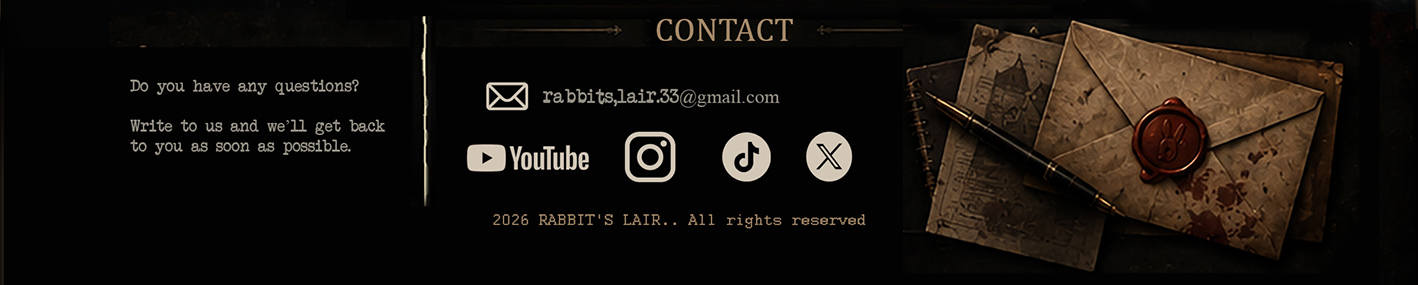 CONTACT
Do you have any questions?
Write to us and we'll get back
to you as soon as possible.
rabbits,lair.33@gmail.com
YouTube
2026 RABBIT'S LAIR.. All rights reserved